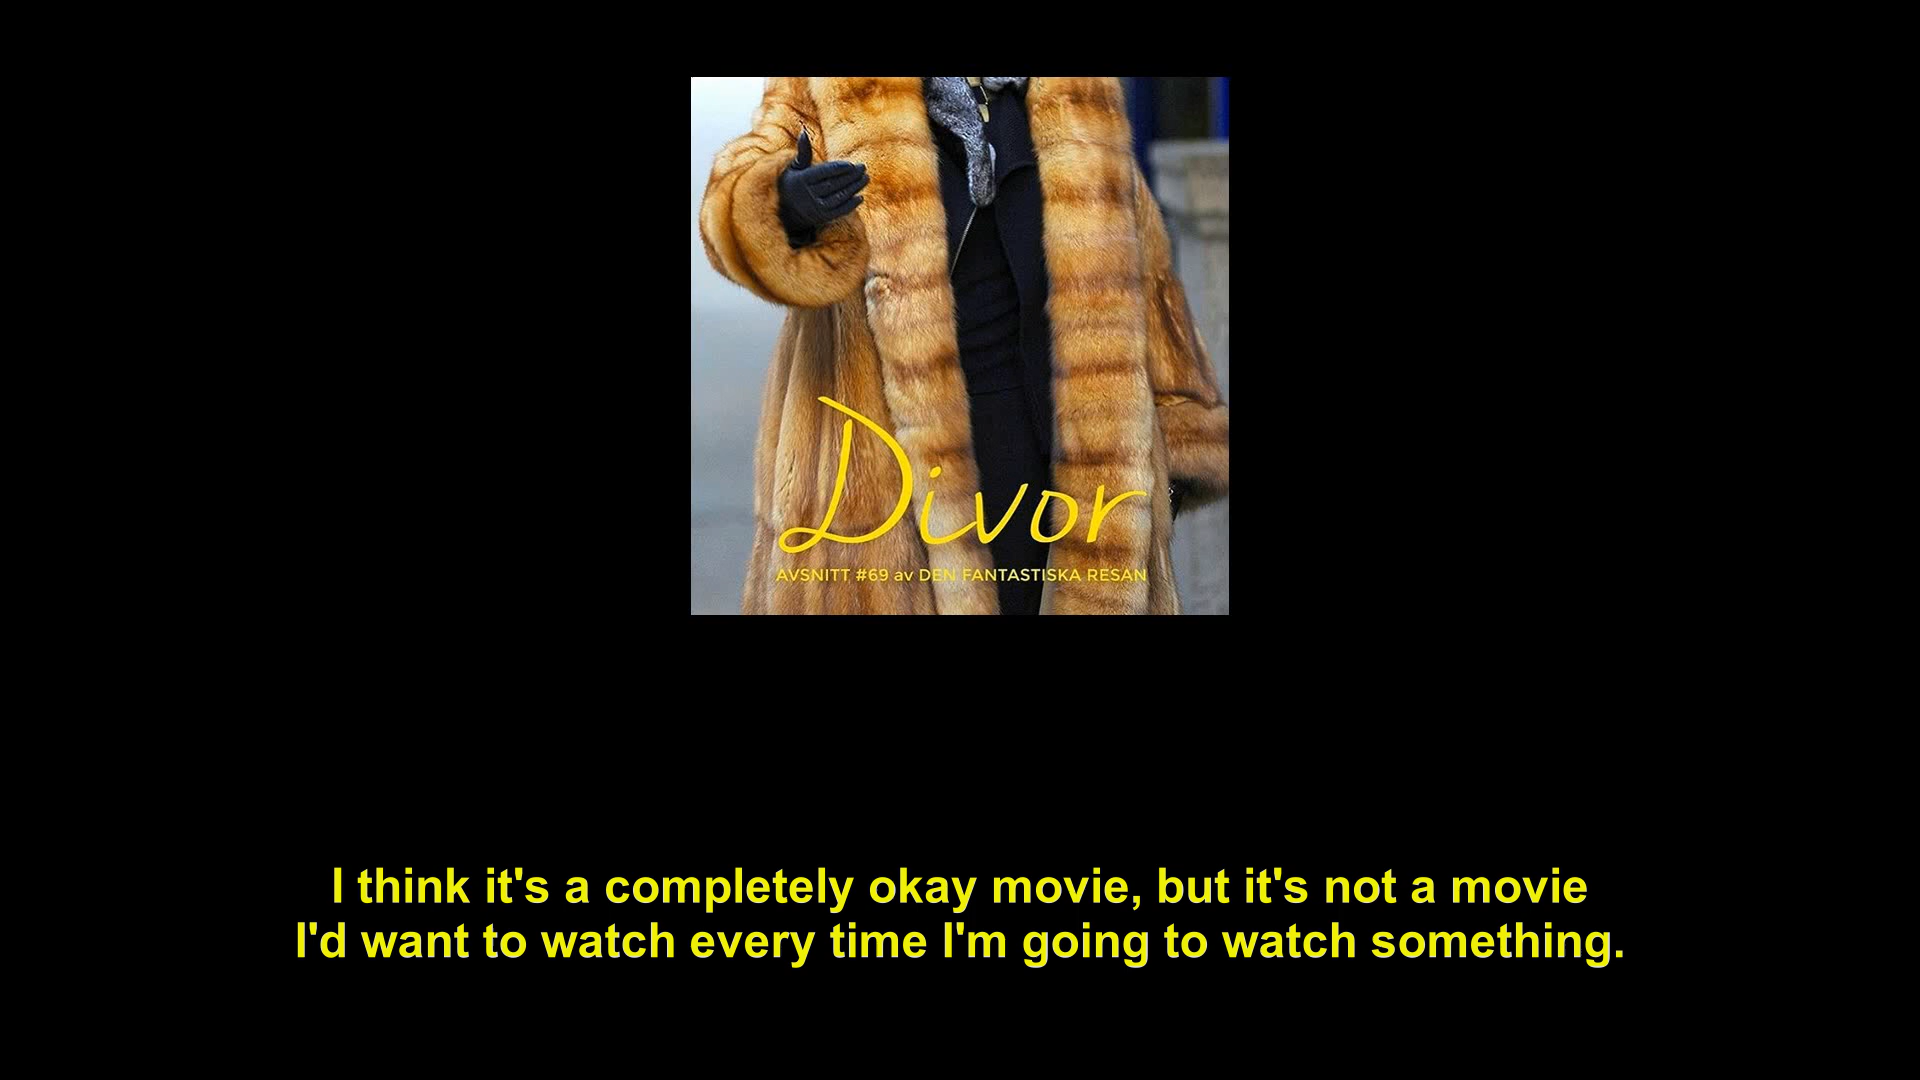 Divor
AVSNITT #69 av DEN FANTASTISKA RESAN
I think it's a completely okay movie, but it's not a movie
I'd want to watch every time I'm going to watch something.